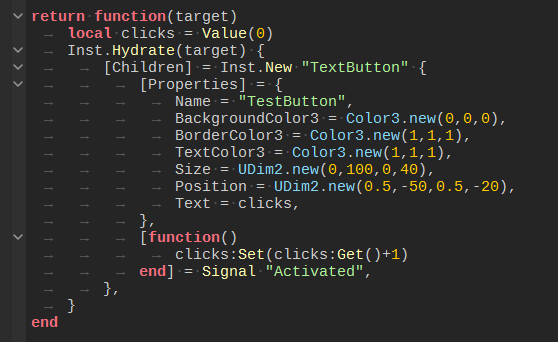 return function(target)
local clicks = Value(0)
Inst.Hydrate(target) {
[Children] = Inst.New "TextButton" {
[Properties] = {
Name = "TestButton",
BackgroundColor3 = Color3.new(0,0,0),
BorderColor3 = Color3.new(1,1,1),
TextColor3 = Color3.new(1,1,1),
Size = UDim2.new(0,100,0,40),
Position = UDim2.new(0.5,-50,0.5,-20),
Text = clicks,
},
[function()
clicks:Set(clicks:Get()+1)
end] = Signal "Activated",
},
}
end